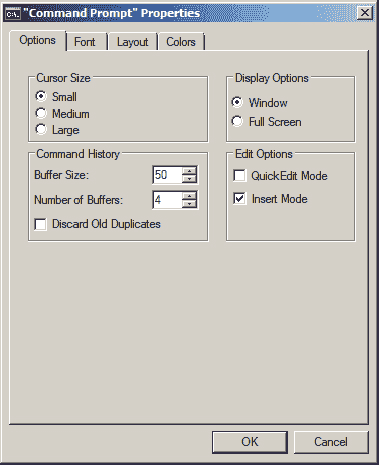 "Command Prompt" Properties
Options Font Layout Colors
Cursor Size
Small
Medium
Large
Display Options
Window
Full Screen
Command History
Buffer Size: 50
Number of Buffers: 4
Discard Old Duplicates
Edit Options
QuickEdit Mode
Insert Mode
OK Cancel